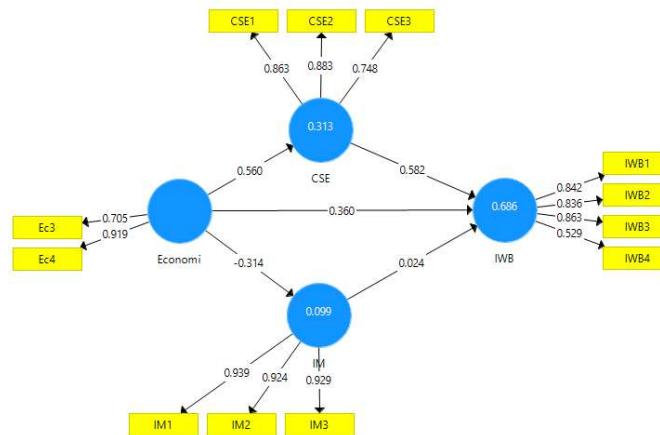 CSE1 CSE2 CSE3
0.863 0.883 0.748
0.313
CSE
0.560 0.582
IWB1
0.842
IWB2
0.836
0.863
IWB3
0.529
IWB4
0.686
IWB
0.360
Ec3
0.705
0.919
Ec4
Economi
-0.314 0.024
0.099
IM
0.939 0.924 0.929
IM1 IM2 IM3